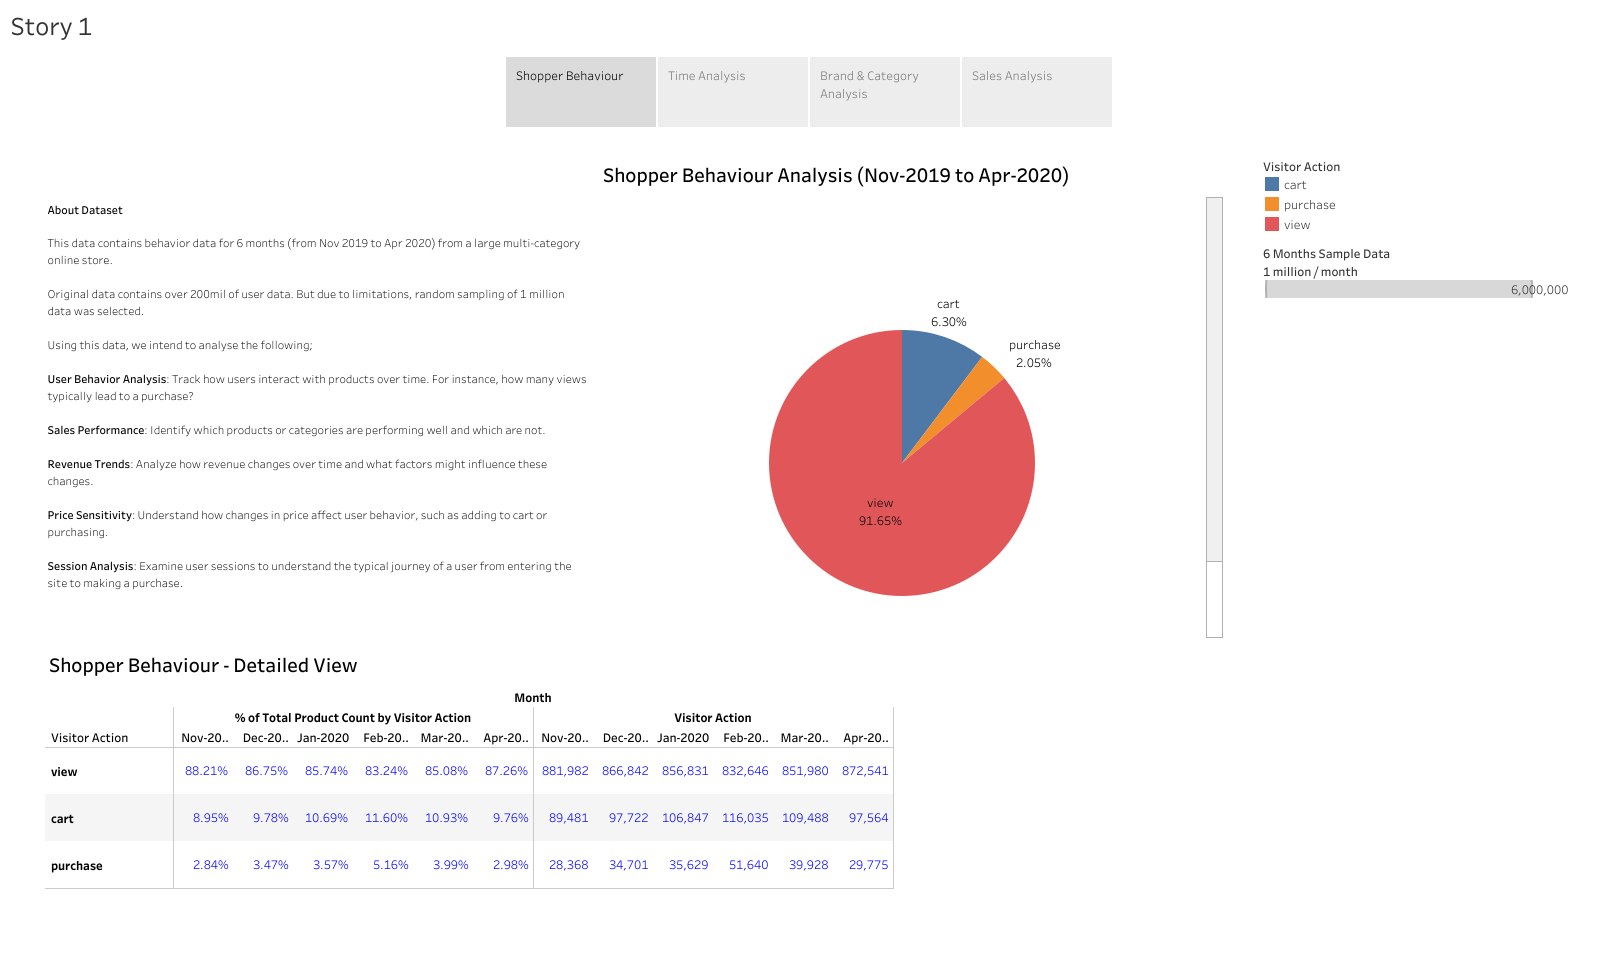 Story 1
Shopper Behaviour
Time Analysis
Brand & Category
Analysis
Sales Analysis
Shopper Behaviour Analysis (Nov-2019 to Apr-2020)
About Dataset
This data contains behavior data for 6 months (from Nov 2019 to Apr 2020) from a large multi-category
online store.
Original data contains over 200mil of user data. But due to limitations, random sampling of 1 million
data was selected.
Using this data, we intend to analyse the following;
User Behavior Analysis: Track how users interact with products over time. For instance, how many views
typically lead to a purchase?
Sales Performance: Identify which products or categories are performing well and which are not.
Revenue Trends: Analyze how revenue changes over time and what factors might influence these
changes.
Price Sensitivity: Understand how changes in price affect user behavior, such as adding to cart or
purchasing.
Session Analysis: Examine user sessions to understand the typical journey of a user from entering the
site to making a purchase.
cart
6.30%
purchase
2.05%
view
91.65%
Visitor Action
cart
purchase
view
6 Months Sample Data
1 million / month
6,000,000
Shopper Behaviour - Detailed View
Month
% of Total Product Count by Visitor Action Visitor Action
Visitor Action Nov-20.. Dec-20.. Jan-2020 Feb-20.. Mar-20.. Apr-20.. Nov-20.. Dec-20.. Jan-2020 Feb-20.. Mar-20.. Apr-20..
view 88.21% 86.75% 85.74% 83.24% 85.08% 87.26% 881,982 866,842 856,831 832,646 851,980 872,541
cart 8.95% 9.78% 10.69% 11.60% 10.93% 9.76% 89,481 97,722 106,847 116,035 109,488 97,564
purchase 2.84% 3.47% 3.57% 5.16% 3.99% 2.98% 28,368 34,701 35,629 51,640 39,928 29,775